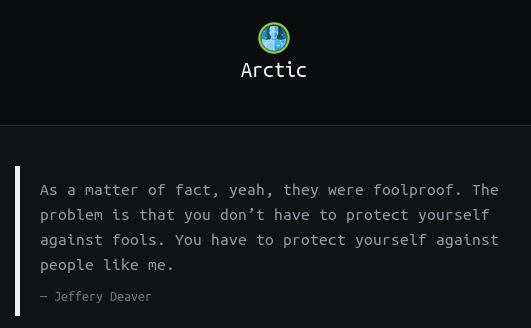 Arctic
As a matter of fact, yeah, they were foolproof. The
problem is that you don’t have to protect yourself
against fools. You have to protect yourself against
people like me.
— Jeffery Deaver